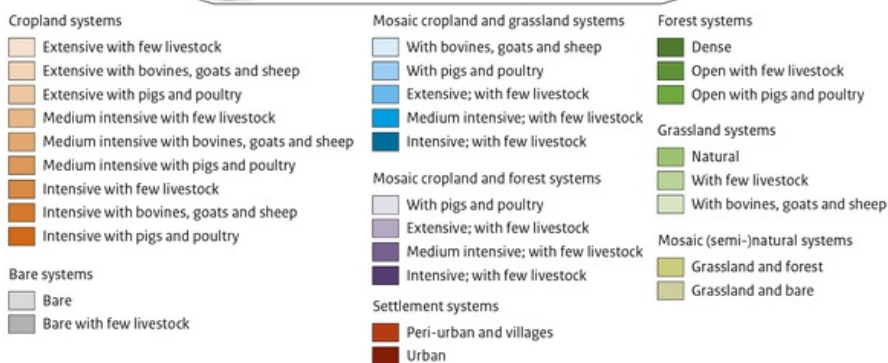 Cropland systems
Extensive with few livestock
Extensive with bovines, goats and sheep
Extensive with pigs and poultry
Medium intensive with few livestock
Medium intensive with bovines, goats and sheep
Medium intensive with pigs and poultry
Intensive with few livestock
Intensive with bovines, goats and sheep
Intensive with pigs and poultry
Bare systems
Bare
Bare with few livestock
Mosaic cropland and grassland systems
With bovines, goats and sheep
With pigs and poultry
Extensive; with few livestock
Medium intensive; with few livestock
Intensive; with few livestock
Mosaic cropland and forest systems
With pigs and poultry
Extensive; with few livestock
Medium intensive; with few livestock
Intensive; with few livestock
Settlement systems
Peri-urban and villages
Urban
Forest systems
Dense
Open with few livestock
Open with pigs and poultry
Grassland systems
Natural
With few livestock
With bovines, goats and sheep
Mosaic (semi-)natural systems
Grassland and forest
Grassland and bare